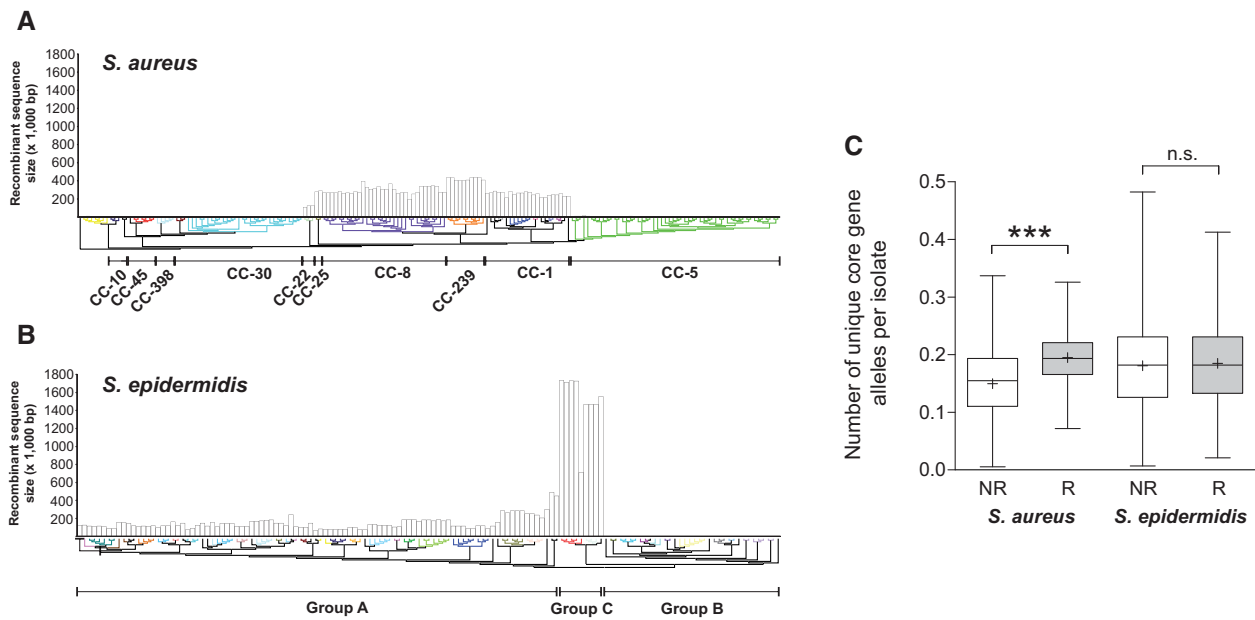 A
S. aureus
Recombinant sequence
size (x 1,000 bp)
1800
1600
1400
1200
1000
800
600
400
200
CC-10
CC-45
CC-398
CC-30
CC-22
CC-25
CC-8
CC-239
CC-1
CC-5
B
S. epidermidis
Recombinant sequence
size (x 1,000 bp)
1800
1600
1400
1200
1000
800
600
400
200
Group A
Group C
Group B
C
n.s.
***
Number of unique core gene
alleles per isolate
0.5
0.4
0.3
0.2
0.1
0.0
NR R NR R
S. aureus S. epidermidis